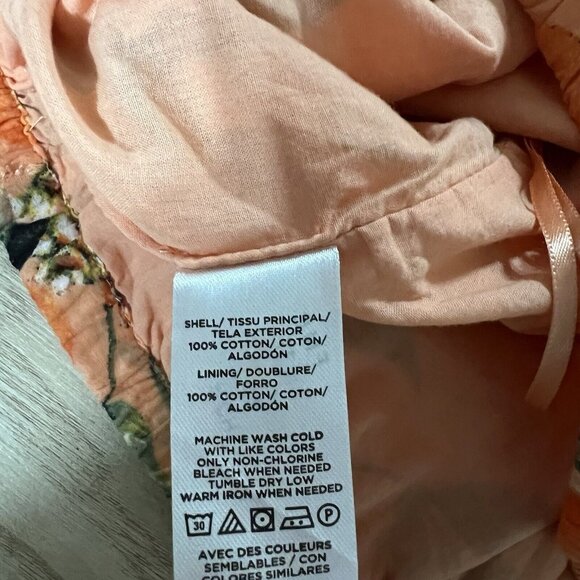 SHELL/ TISSU PRINCIPAL/
TELA EXTERIOR
100% COTTON/ COTON/
ALGODÓN
LINING/ DOUBLURE/
FORRO
100% COTTON/ COTON/
ALGODÓN
MACHINE WASH COLD
WITH LIKE COLORS
ONLY NON-CHLORINE
BLEACH WHEN NEEDED
TUMBLE DRY LOW
WARM IRON WHEN NEEDED
30 P
AVEC DES COULEURS
SEMBLABLES / CON
COLORES SIMILARES